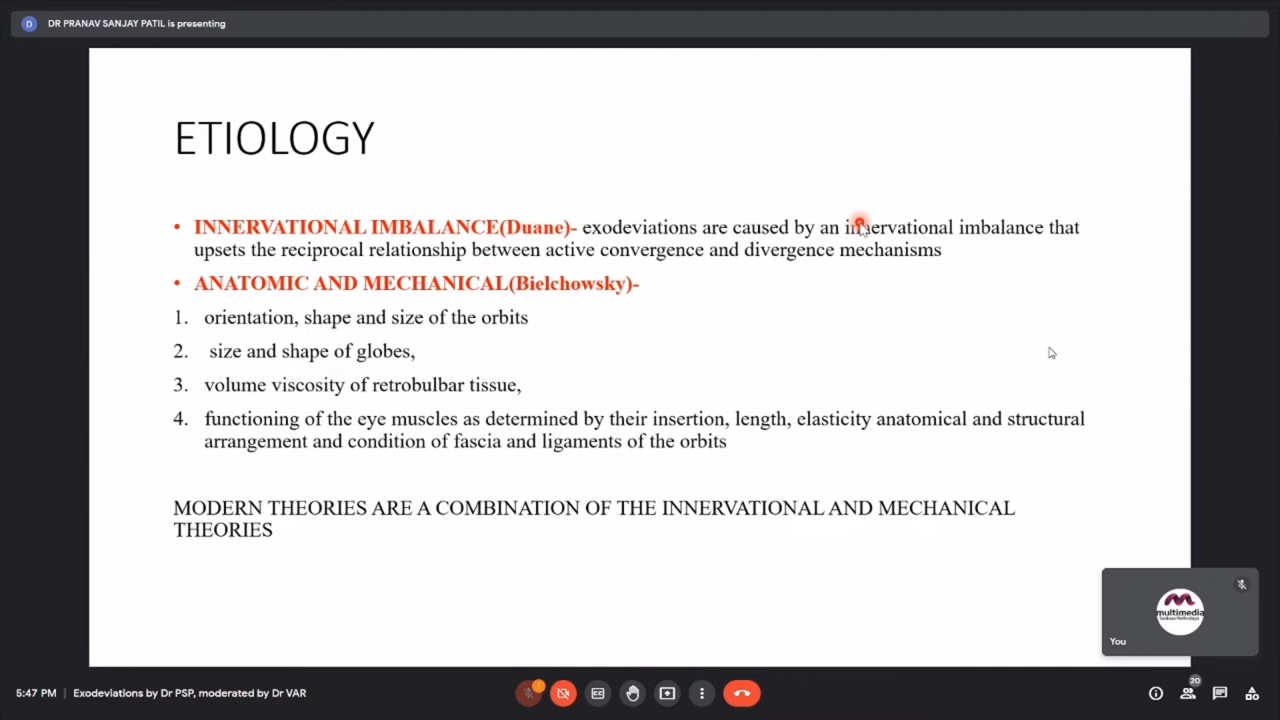 D DR PRANAV SANJAY PATIL is presenting
ETIOLOGY
• INNERVATIONAL IMBALANCE(Duane)- exodeviations are caused by an innervational imbalance that
upsets the reciprocal relationship between active convergence and divergence mechanisms
• ANATOMIC AND MECHANICAL(Bielchowsky)-
1. orientation, shape and size of the orbits
2. size and shape of globes,
3. volume viscosity of retrobulbar tissue,
4. functioning of the eye muscles as determined by their insertion, length, elasticity anatomical and structural
arrangement and condition of fascia and ligaments of the orbits
MODERN THEORIES ARE A COMBINATION OF THE INNERVATIONAL AND MECHANICAL
THEORIES
multimedia
Sankara Nethralaya
You
5:47 PM | Exodeviations by Dr PSP, moderated by Dr VAR
20